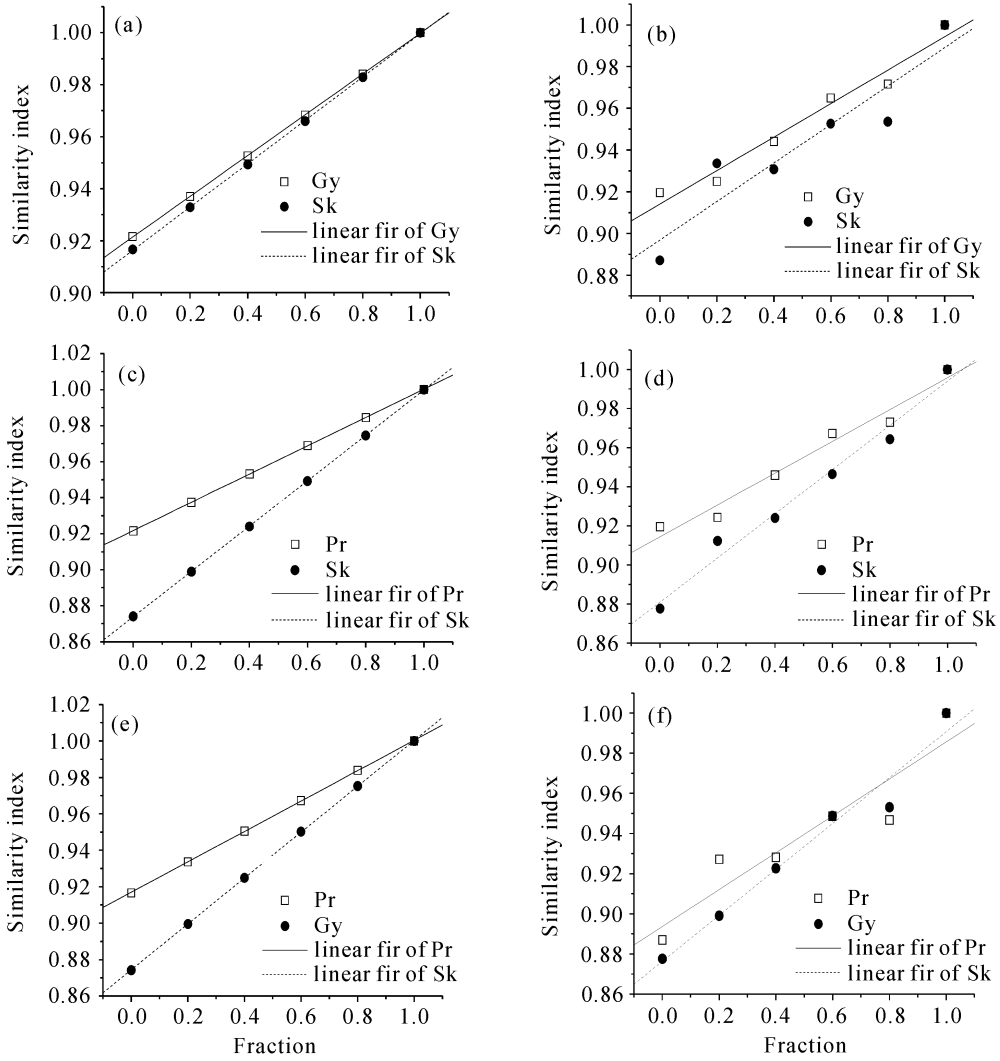 (a)
Similarity index
1.00
0.98
0.96
0.94
0.92
0.90
Gy
Sk
linear fir of Gy
linear fir of Sk
0.0 0.2 0.4 0.6 0.8 1.0
(b)
Similarity index
1.00
0.98
0.96
0.94
0.92
0.90
0.88
Gy
Sk
linear fir of Gy
linear fir of Sk
0.0 0.2 0.4 0.6 0.8 1.0
(c)
Similarity index
1.02
1.00
0.98
0.96
0.94
0.92
0.90
0.88
0.86
Pr
Sk
linear fir of Pr
linear fir of Sk
0.0 0.2 0.4 0.6 0.8 1.0
(d)
Similarity index
1.00
0.98
0.96
0.94
0.92
0.90
0.88
0.86
Pr
Sk
linear fir of Pr
linear fir of Sk
0.0 0.2 0.4 0.6 0.8 1.0
(e)
Similarity index
1.02
1.00
0.98
0.96
0.94
0.92
0.90
0.88
0.86
Pr
Gy
linear fir of Pr
linear fir of Sk
0.0 0.2 0.4 0.6 0.8 1.0
Fraction
(f)
Similarity index
1.00
0.98
0.96
0.94
0.92
0.90
0.88
0.86
Pr
Gy
linear fir of Pr
linear fir of Sk
0.0 0.2 0.4 0.6 0.8 1.0
Fraction